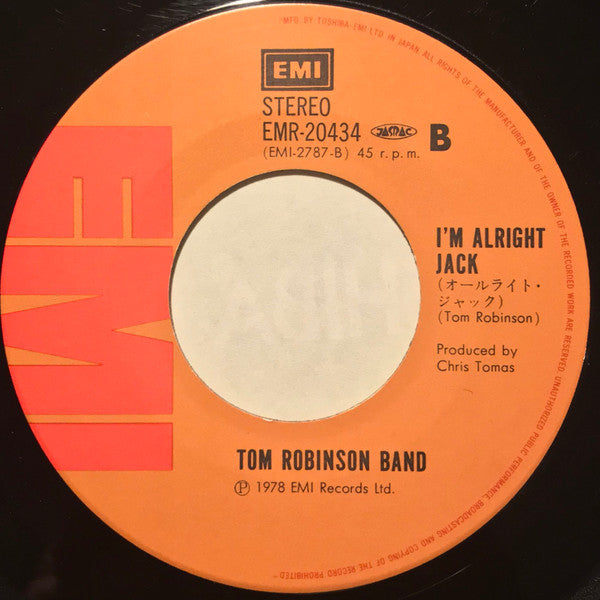 MFD BY TOSHIBA-EMI LTD IN JAPAN ALL RIGHTS OF THE MANUFACTURER AND OF THE OWNER OF THE RECORDED WORK ARE RESERVED. UNAUTHORIZED PUBLIC PERFORMANCE, BROADCASTING AND COPYING OF THE RECORD PROHIBITED"
EMI
STEREO
EMR-20434 JASRAC B
(EMI-2787-B) 45 r.p.m.
EMI
I'M ALRIGHT
JACK
(オールライト・
ジャック)
(Tom Robinson)
Produced by
Chris Tomas
TOM ROBINSON BAND
Ⓟ 1978 EMI Records Ltd.